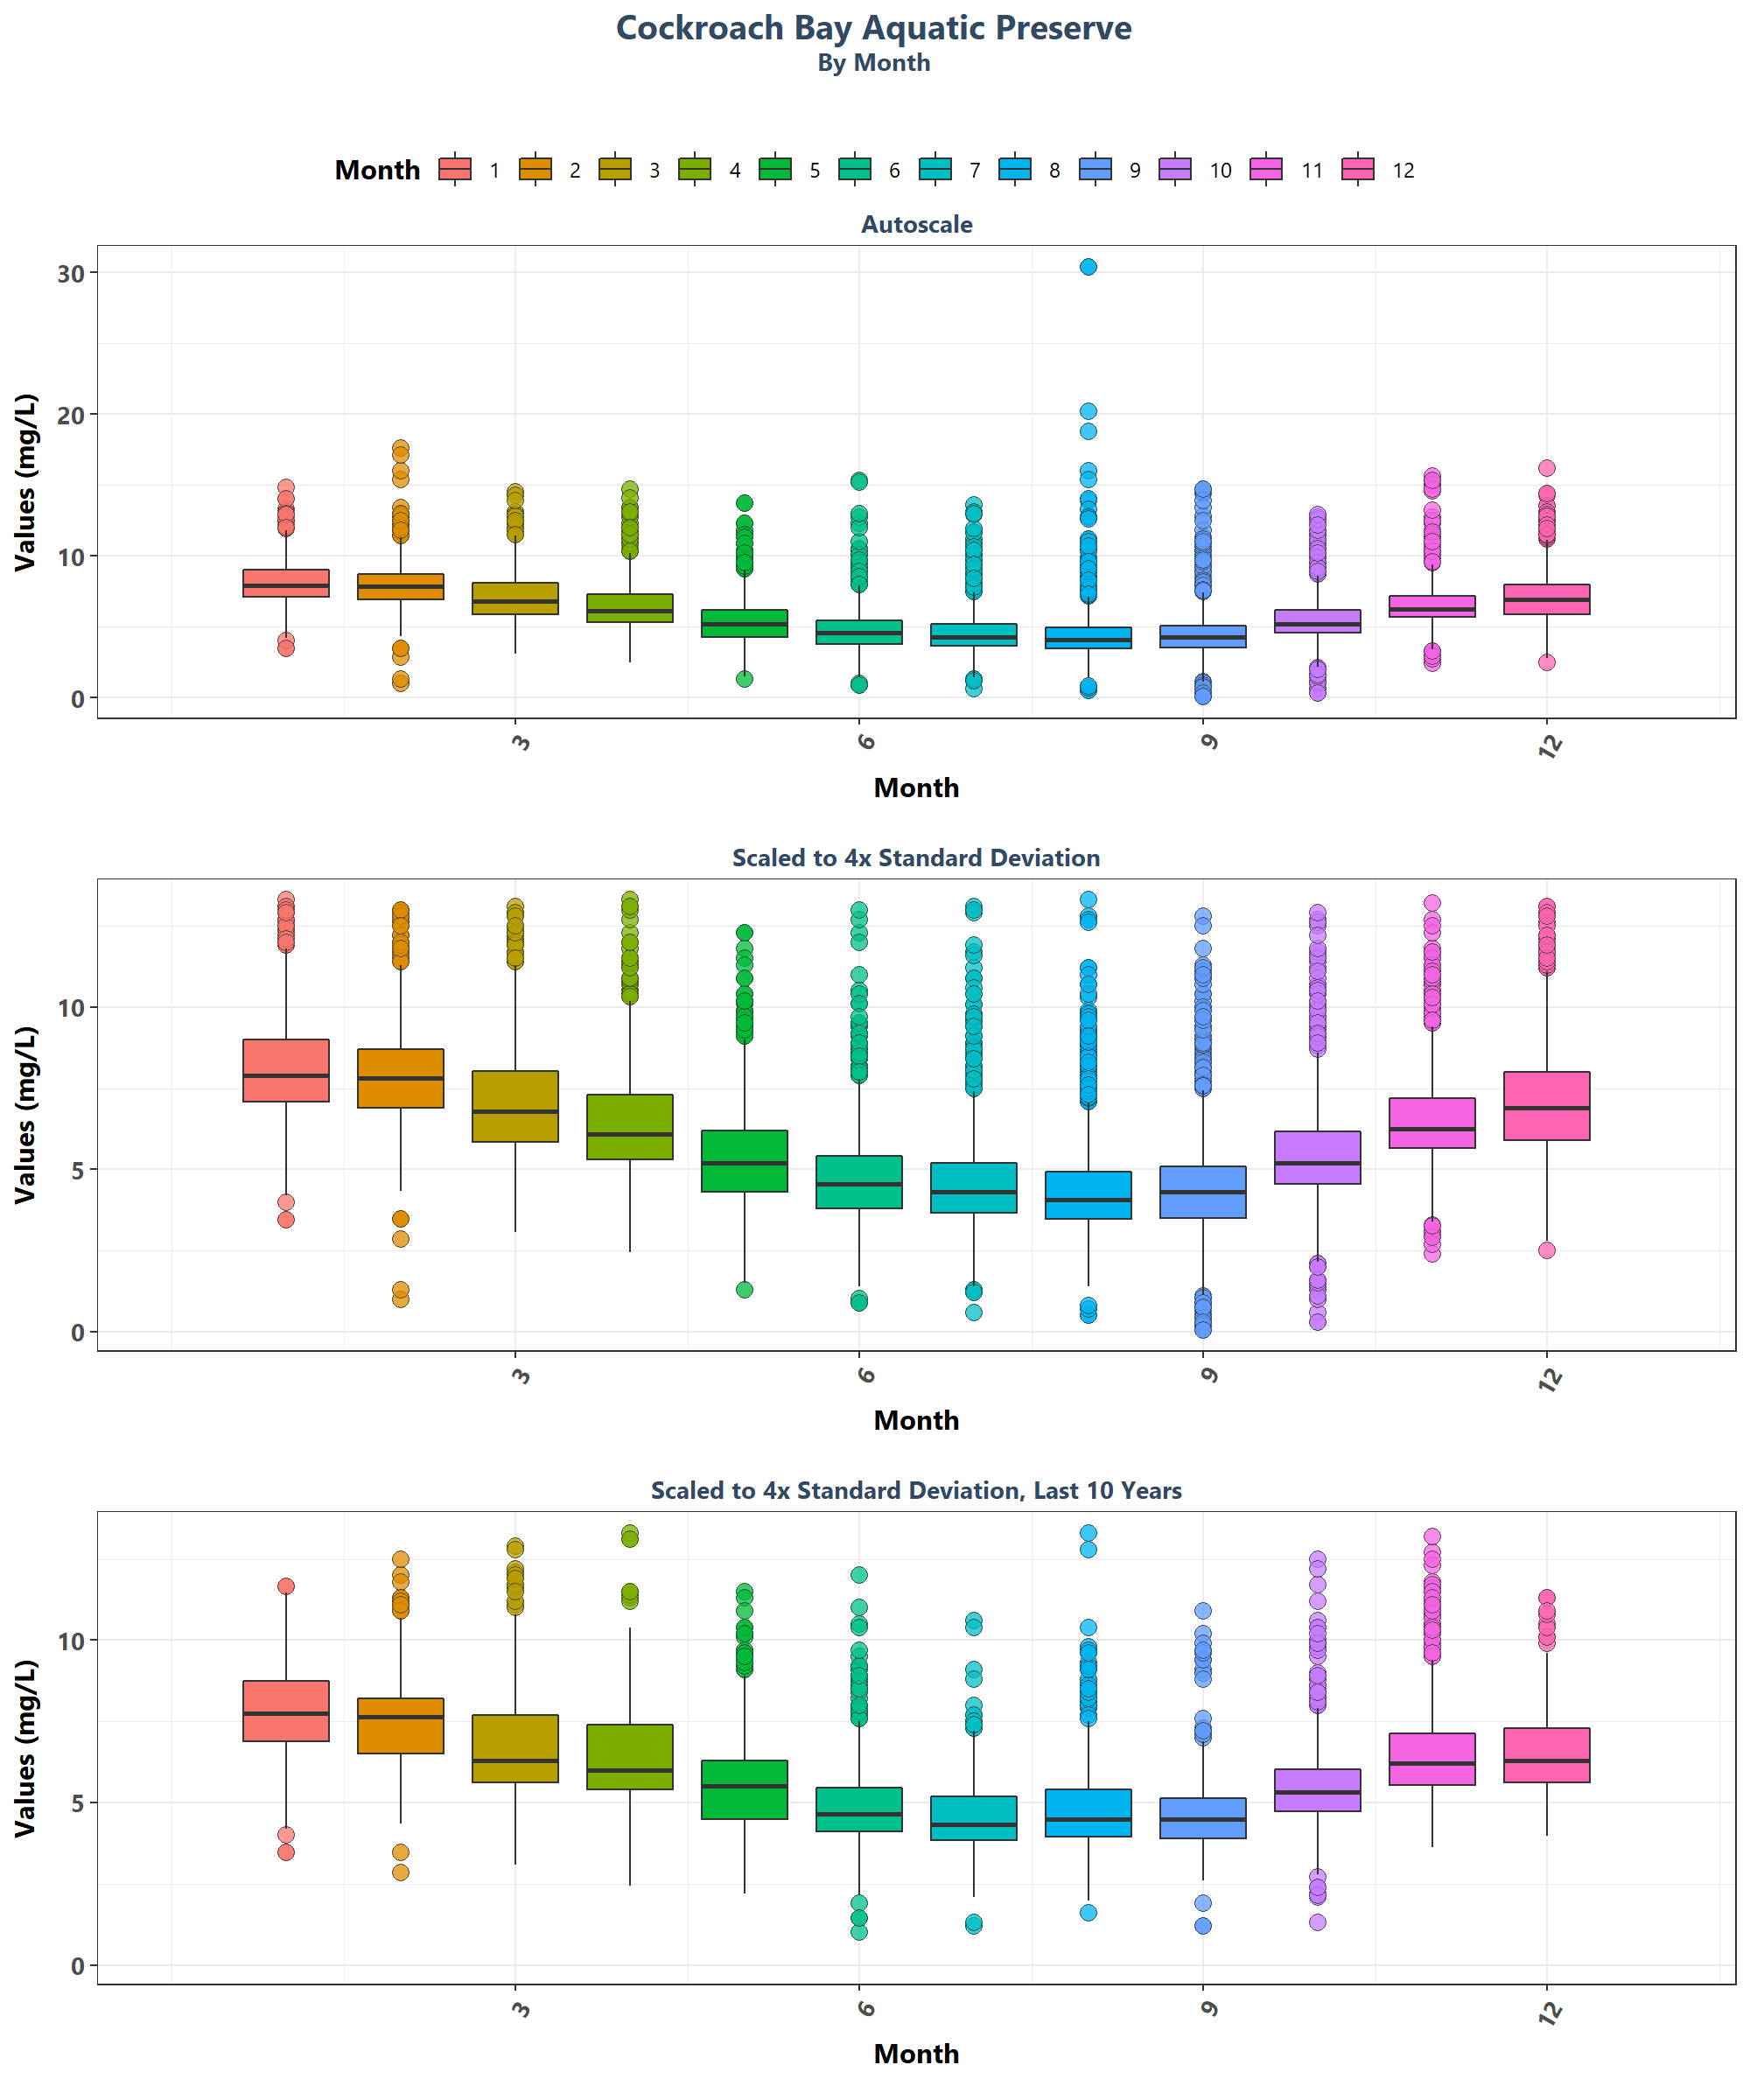 Cockroach Bay Aquatic Preserve
By Month
Month 1 2 3 4 5 6 7 8 9 10 11 12
Autoscale
Values (mg/L)
30
20
10
0
3 6 9 12
Month
Scaled to 4x Standard Deviation
Values (mg/L)
10
5
0
3 6 9 12
Month
Scaled to 4x Standard Deviation, Last 10 Years
Values (mg/L)
10
5
0
3 6 9 12
Month